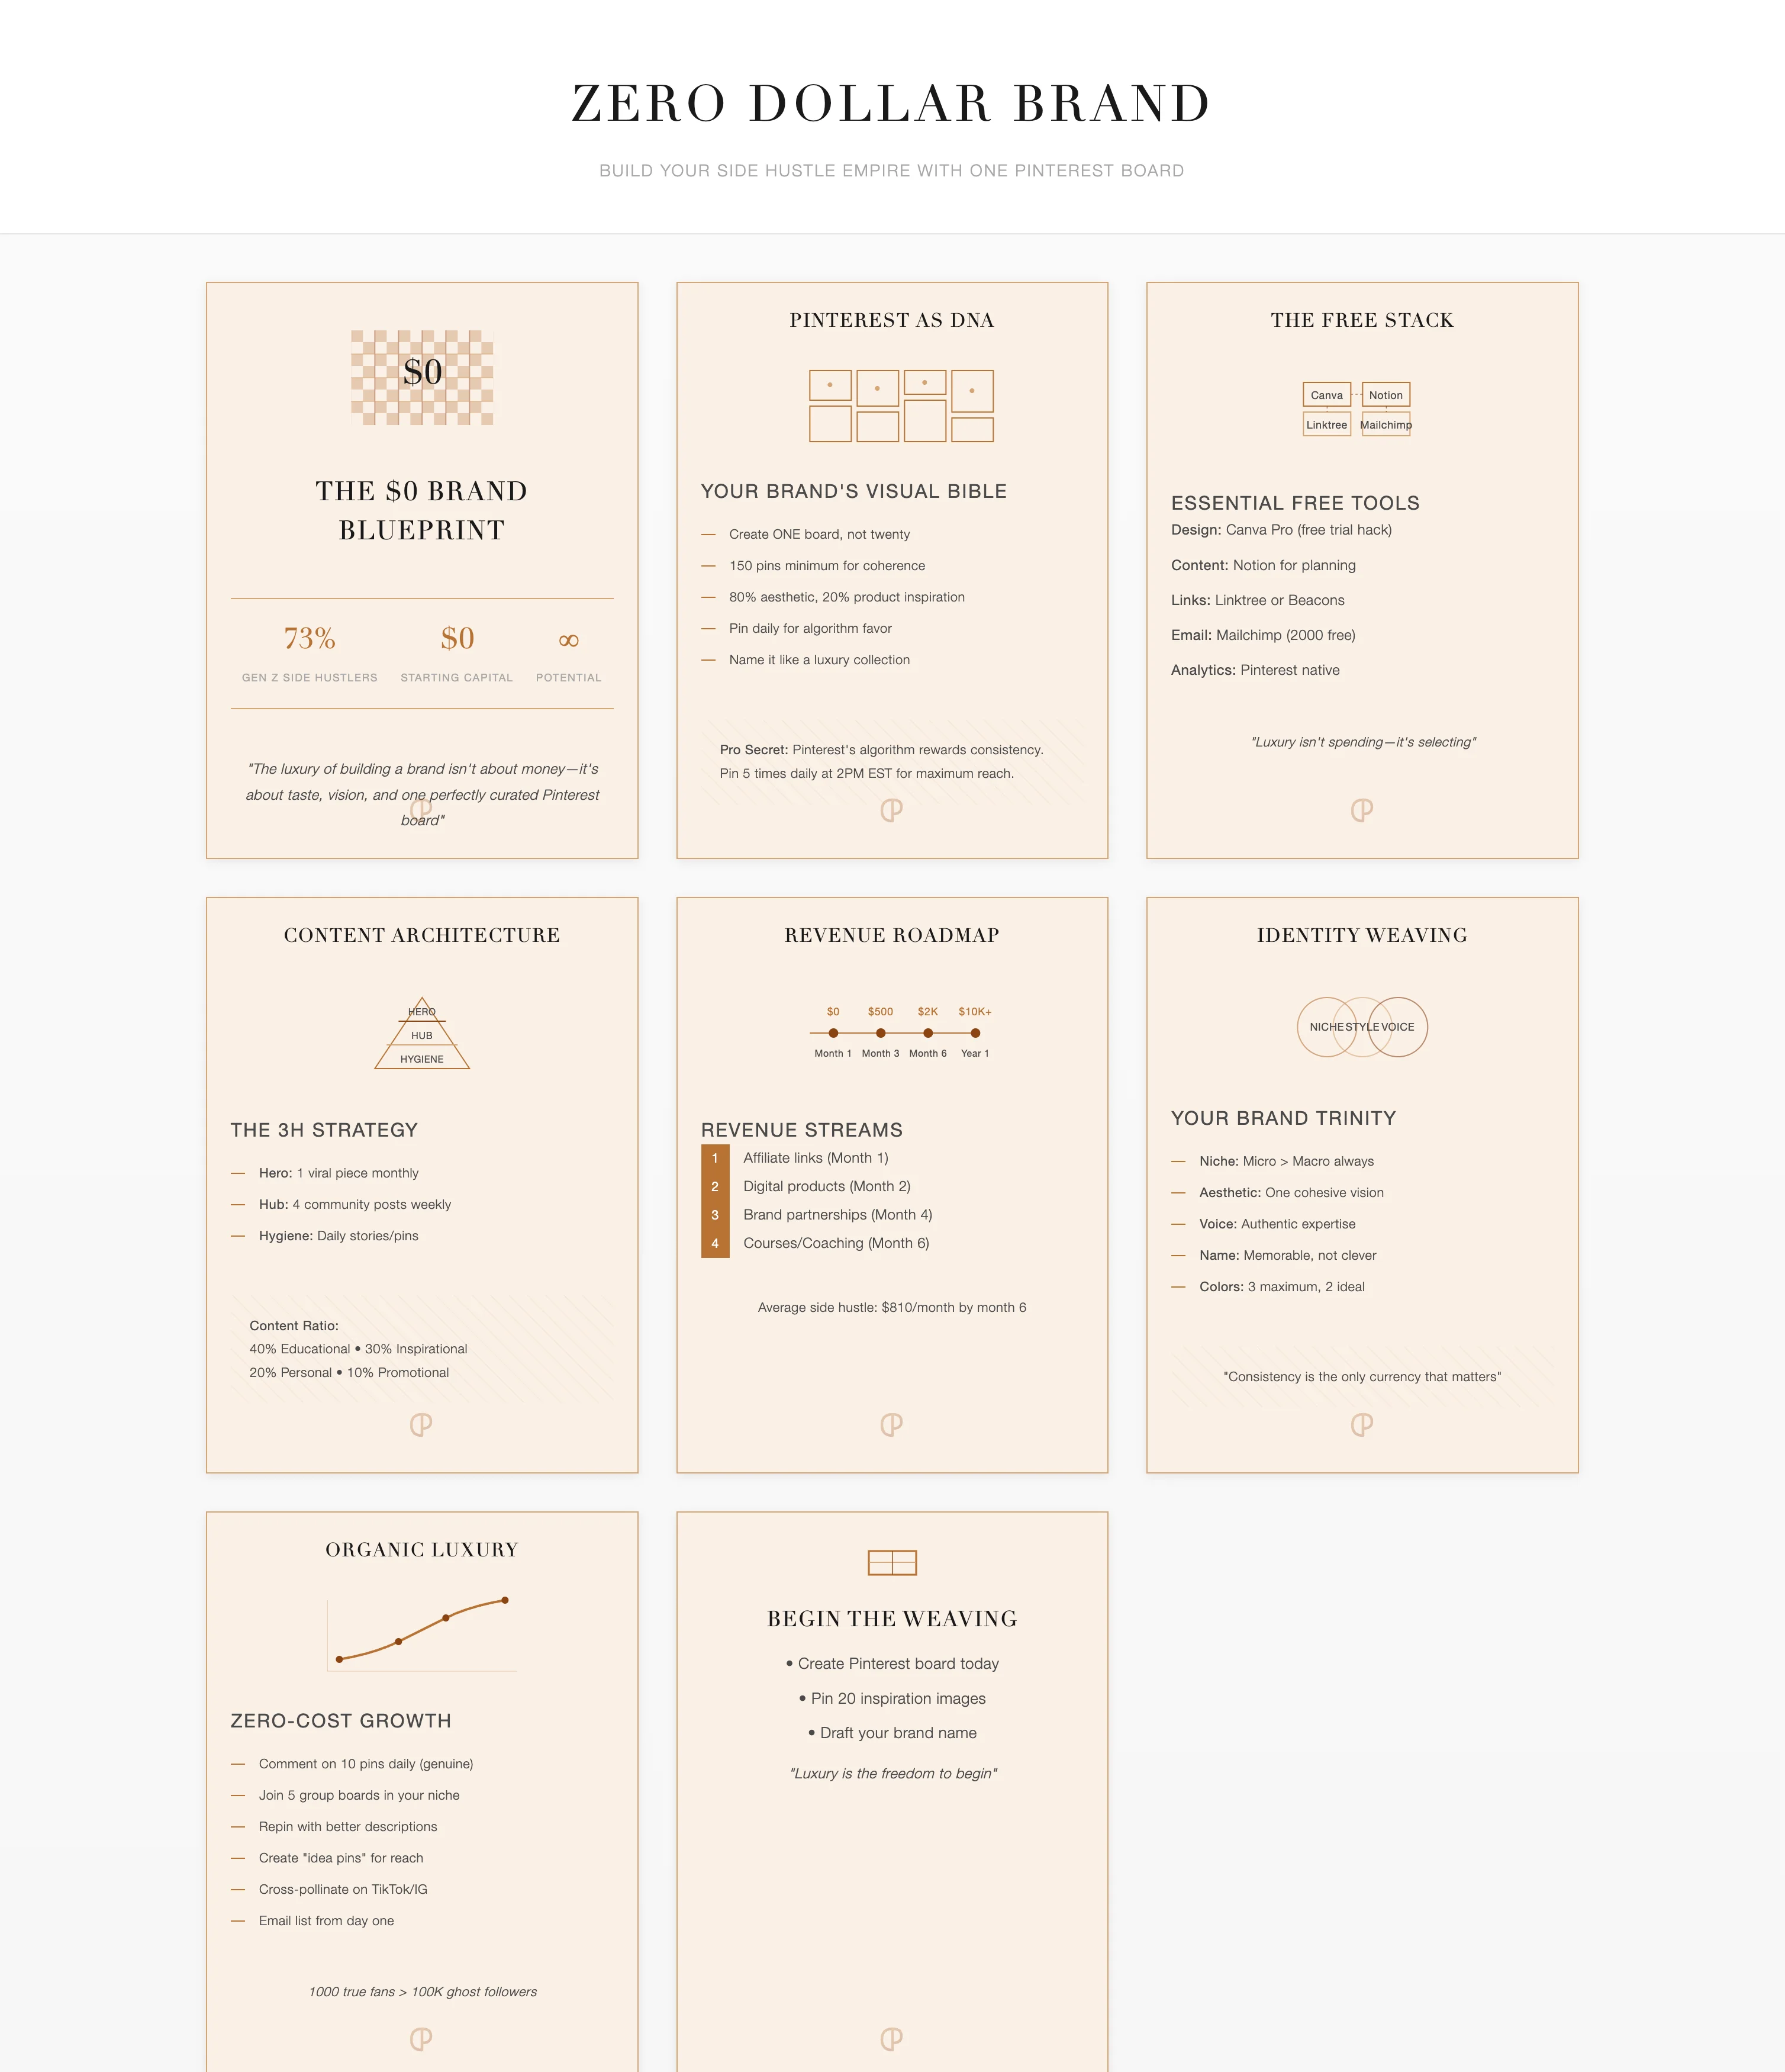 ZERO DOLLAR BRAND
BUILD YOUR SIDE HUSTLE EMPIRE WITH ONE PINTEREST BOARD
$0
THE $0 BRAND
BLUEPRINT
73%
GEN Z SIDE HUSTLERS
$0
STARTING CAPITAL
∞
POTENTIAL
"The luxury of building a brand isn't about money—it's
about taste, vision, and one perfectly curated Pinterest
board"
PINTEREST AS DNA
YOUR BRAND'S VISUAL BIBLE
— Create ONE board, not twenty
— 150 pins minimum for coherence
— 80% aesthetic, 20% product inspiration
— Pin daily for algorithm favor
— Name it like a luxury collection
Pro Secret: Pinterest's algorithm rewards consistency.
Pin 5 times daily at 2PM EST for maximum reach.
THE FREE STACK
Canva Notion
Linktree Mailchimp
ESSENTIAL FREE TOOLS
Design: Canva Pro (free trial hack)
Content: Notion for planning
Links: Linktree or Beacons
Email: Mailchimp (2000 free)
Analytics: Pinterest native
"Luxury isn't spending—it's selecting"
CONTENT ARCHITECTURE
HERO
HUB
HYGIENE
THE 3H STRATEGY
— Hero: 1 viral piece monthly
— Hub: 4 community posts weekly
— Hygiene: Daily stories/pins
Content Ratio:
40% Educational • 30% Inspirational
20% Personal • 10% Promotional
REVENUE ROADMAP
$0 $500 $2K $10K+
Month 1 Month 3 Month 6 Year 1
REVENUE STREAMS
1 Affiliate links (Month 1)
2 Digital products (Month 2)
3 Brand partnerships (Month 4)
4 Courses/Coaching (Month 6)
Average side hustle: $810/month by month 6
IDENTITY WEAVING
NICHE STYLE VOICE
YOUR BRAND TRINITY
— Niche: Micro > Macro always
— Aesthetic: One cohesive vision
— Voice: Authentic expertise
— Name: Memorable, not clever
— Colors: 3 maximum, 2 ideal
"Consistency is the only currency that matters"
ORGANIC LUXURY
ZERO-COST GROWTH
— Comment on 10 pins daily (genuine)
— Join 5 group boards in your niche
— Repin with better descriptions
— Create "idea pins" for reach
— Cross-pollinate on TikTok/IG
— Email list from day one
1000 true fans > 100K ghost followers
BEGIN THE WEAVING
• Create Pinterest board today
• Pin 20 inspiration images
• Draft your brand name
"Luxury is the freedom to begin"